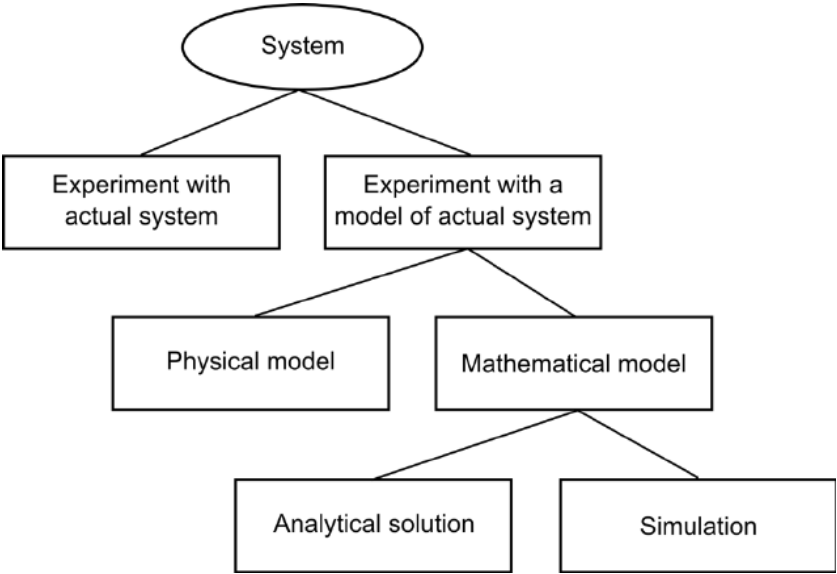 System
Experiment with
actual system
Experiment with a
model of actual system
Physical model
Mathematical model
Analytical solution
Simulation